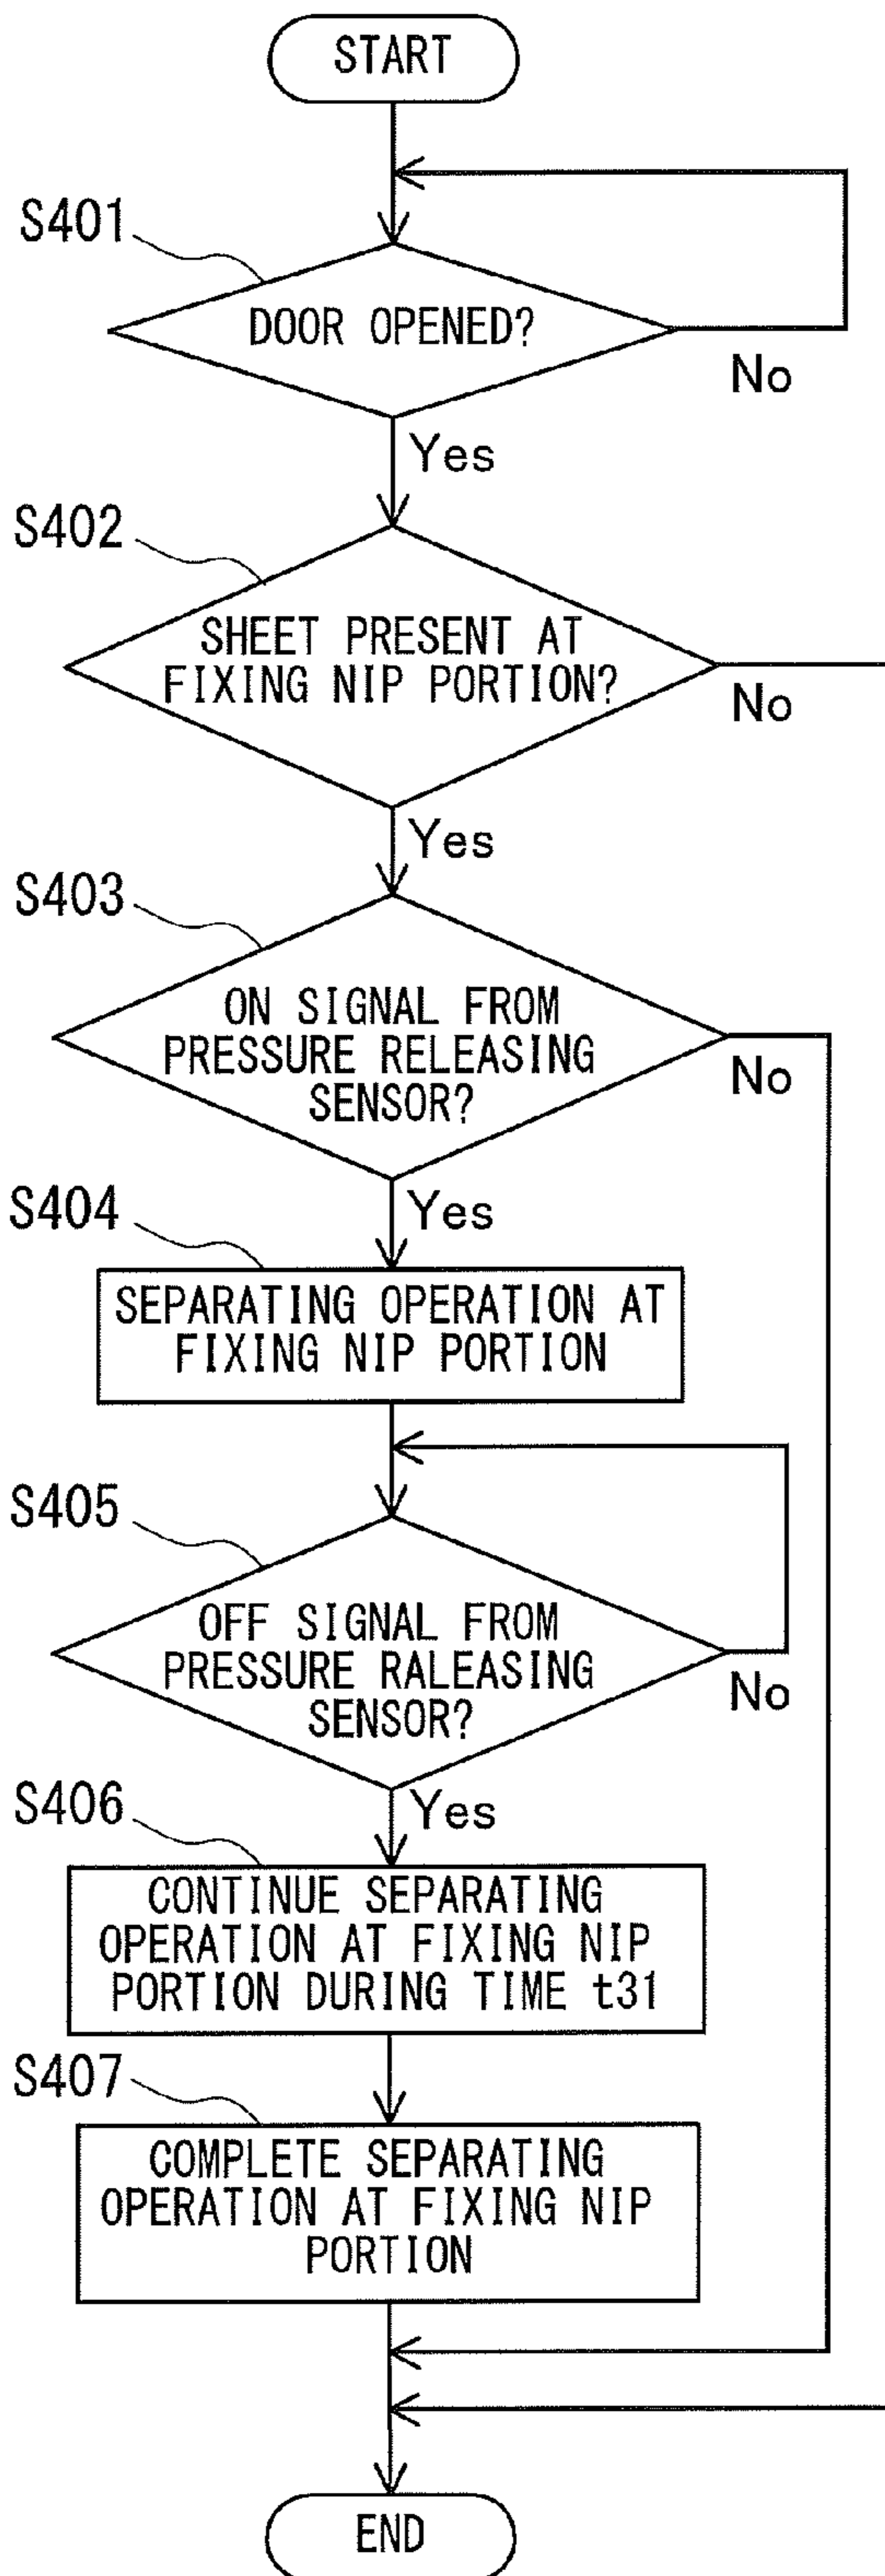 START
S401
DOOR OPENED?
No
Yes
S402
SHEET PRESENT AT
FIXING NIP PORTION?
No
Yes
S403
ON SIGNAL FROM
PRESSURE RELEASING
SENSOR?
No
Yes
S404
SEPARATING OPERATION AT
FIXING NIP PORTION
S405
OFF SIGNAL FROM
PRESSURE RALEASING
SENSOR?
No
Yes
S406
CONTINUE SEPARATING
OPERATION AT FIXING NIP
PORTION DURING TIME t31
S407
COMPLETE SEPARATING
OPERATION AT FIXING NIP
PORTION
END